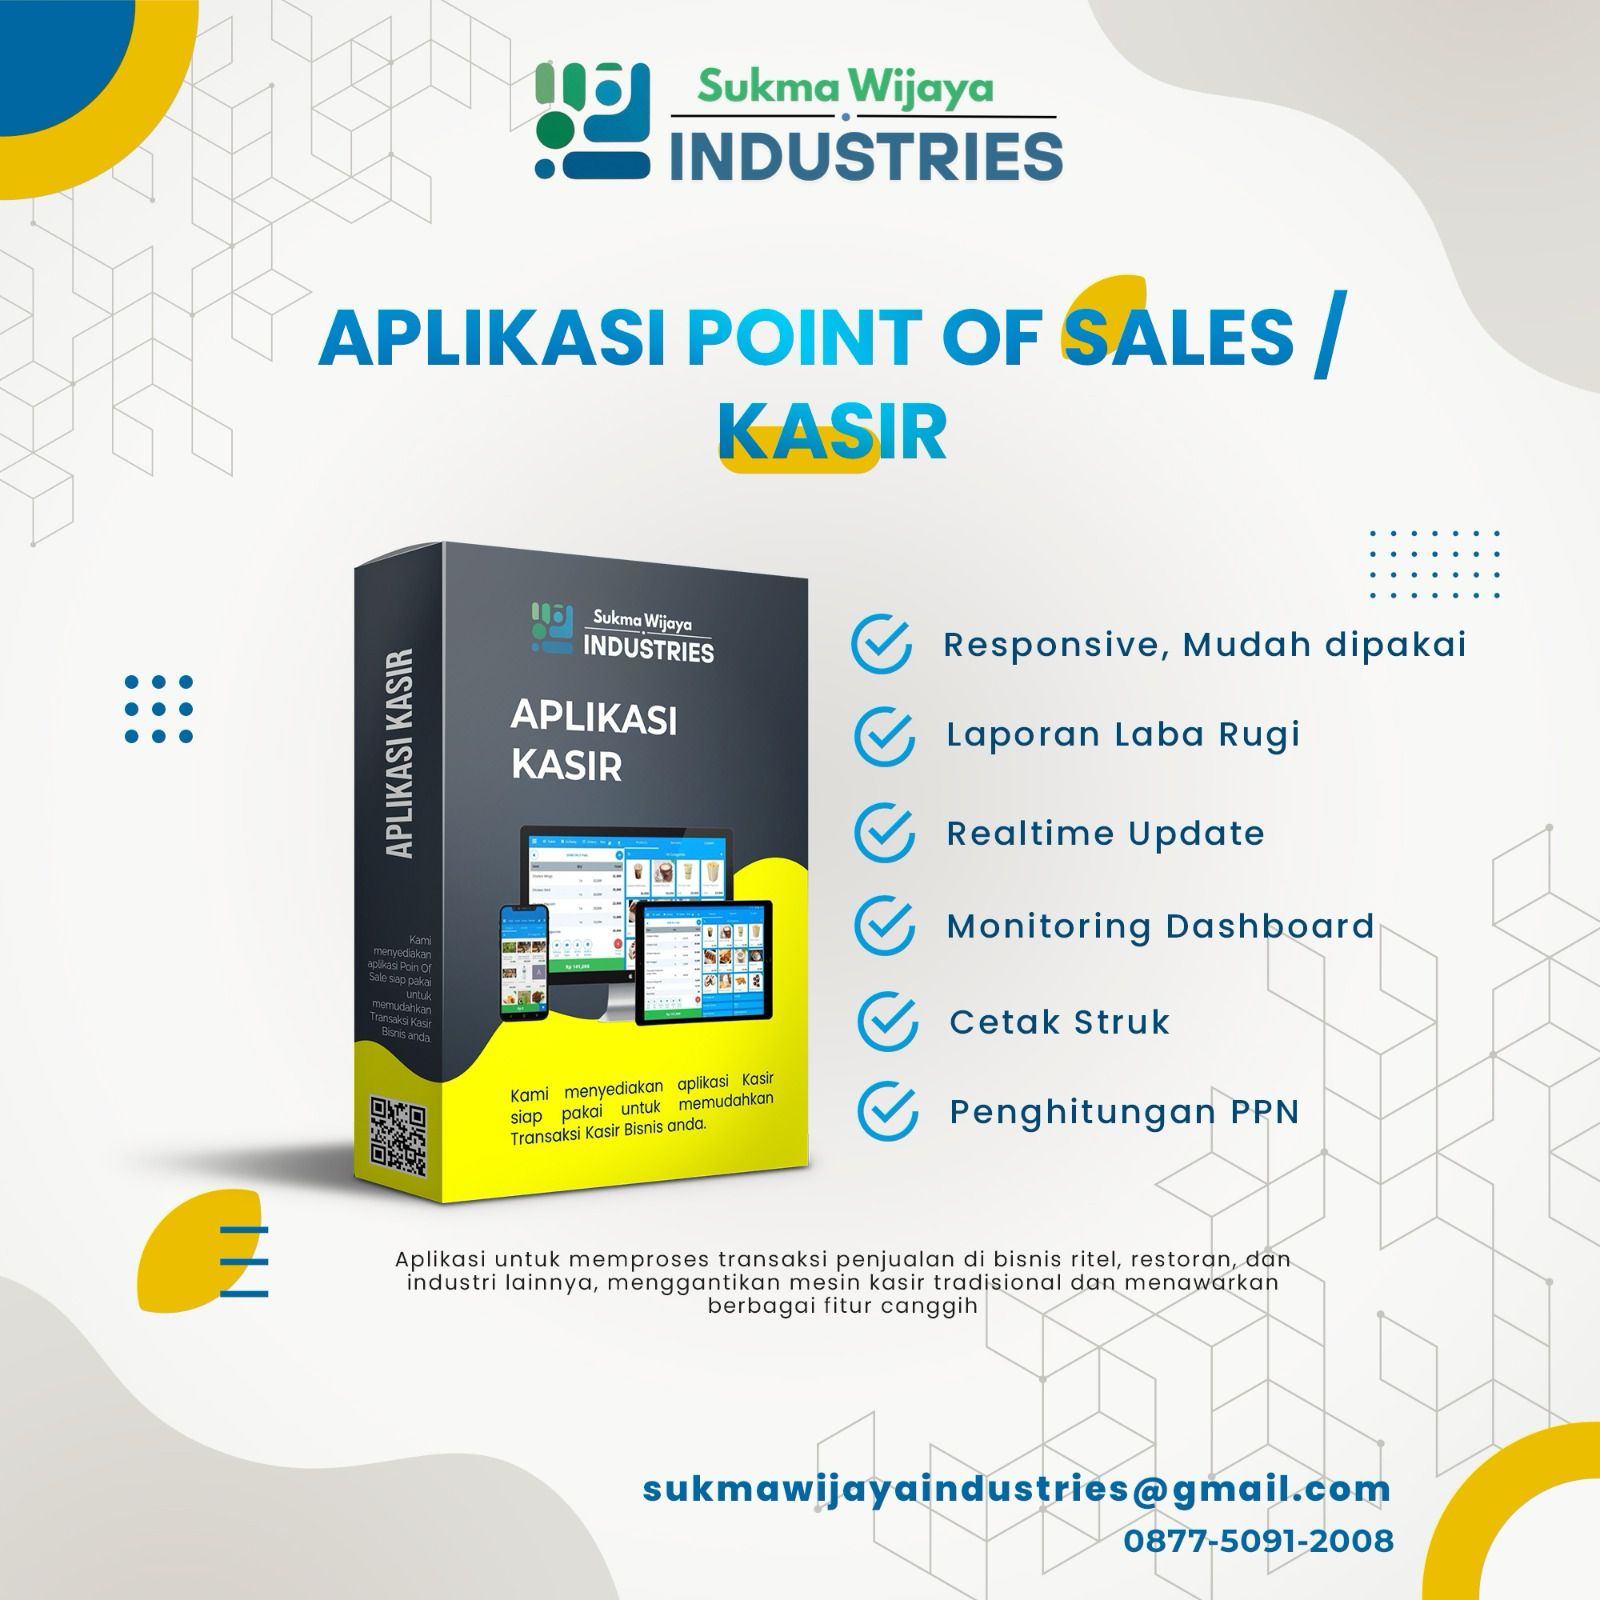 Sukma Wijaya
INDUSTRIES
APLIKASI POINT OF SALES /
KASIR
Sukma Wijaya
INDUSTRIES
APLIKASI
KASIR
APLIKASI KASIR
Kami
menyediakan
aplikasi Poin Of
Sale siap pakai
untuk
memudahkan
Transaksi Kasir
Bisnis anda.
Rp 141,000
Kami menyediakan aplikasi Kasir
siap pakai untuk memudahkan
Transaksi Kasir Bisnis anda.
Responsive, Mudah dipakai
Laporan Laba Rugi
Realtime Update
Monitoring Dashboard
Cetak Struk
Penghitungan PPN
Aplikasi untuk memproses transaksi penjualan di bisnis ritel, restoran, dan
industri lainnya, menggantikan mesin kasir tradisional dan menawarkan
berbagai fitur canggih
sukmawijayaindustries@gmail.com
0877-5091-2008